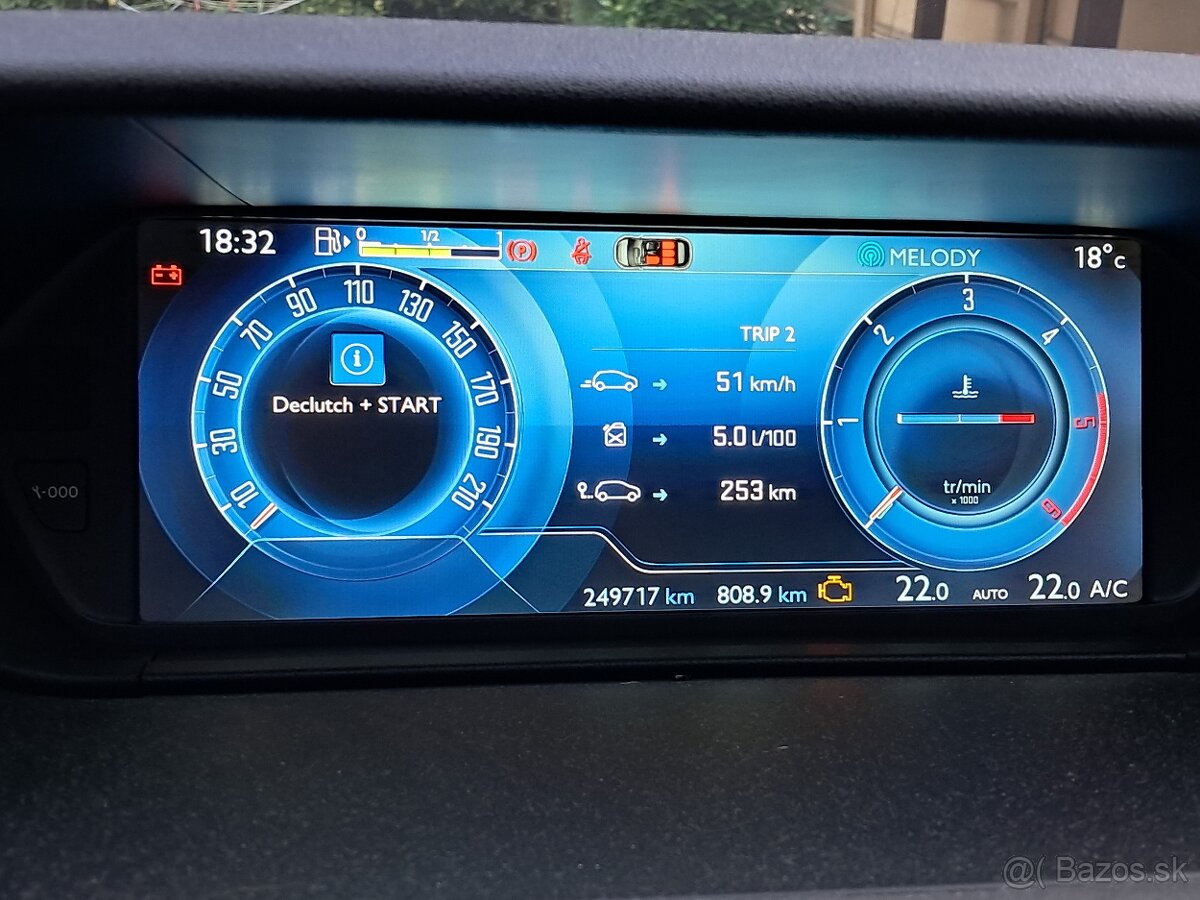 18:32
0 1/2 1
MELODY
18°c
10 30 50 70 90 110 130 150 170 190 210
Declutch + START
TRIP 2
51 km/h
5.0 l/100
253 km
1 2 3 4 5 6
tr/min
x 1000
249717 km 808.9 km
22.0 AUTO 22.0 A/C
-000
@( Bazos.sk